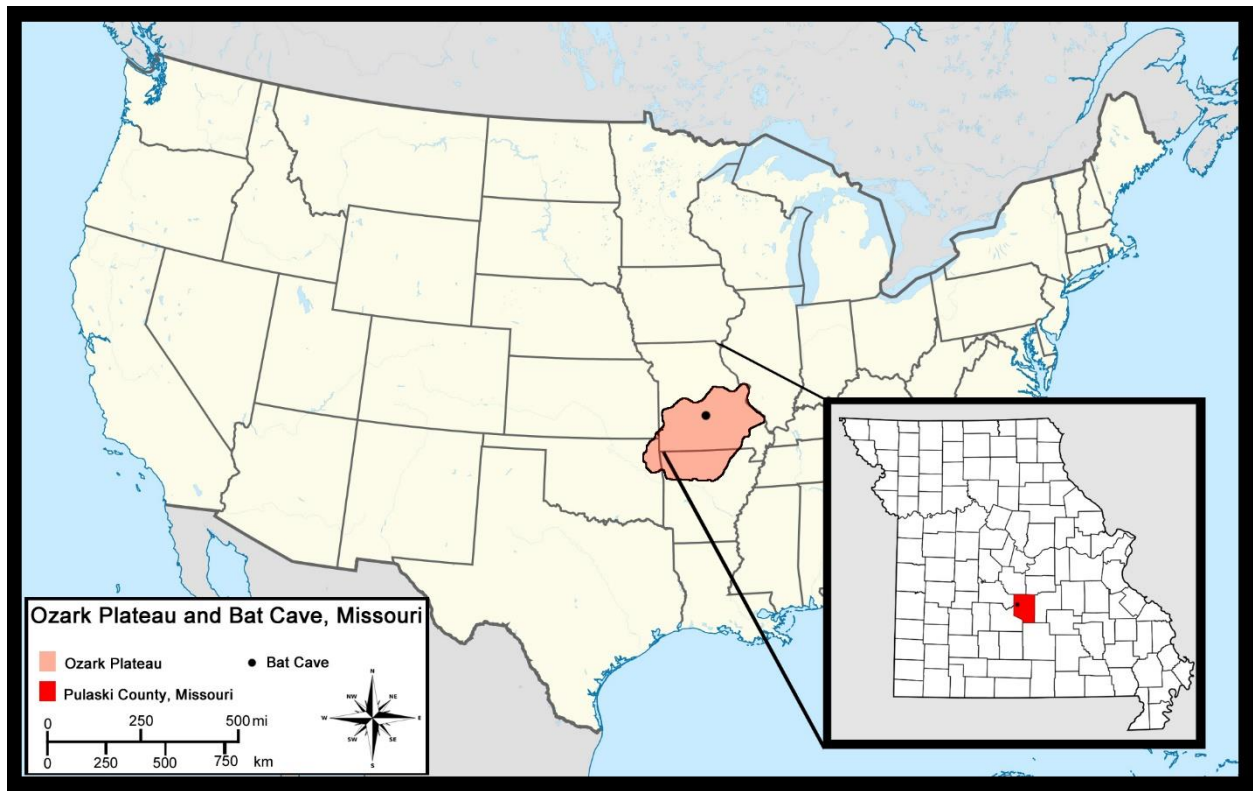 Ozark Plateau and Bat Cave, Missouri
Ozark Plateau
Bat Cave
Pulaski County, Missouri
0 250 500 mi
0 250 500 750 km
N
NW NE
W E
SW SE
S